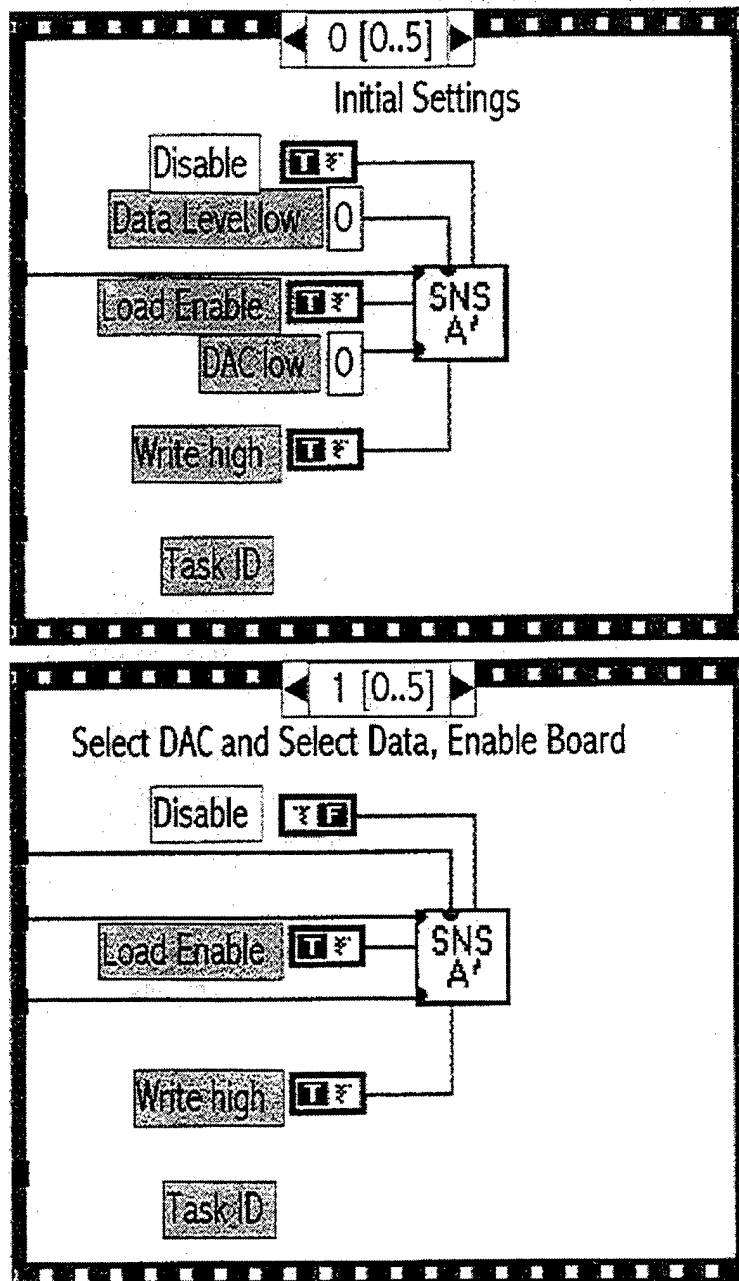 0 [0..5]
Initial Settings
Disable T
Data Level low 0
Load Enable T
SNS
A'
DAC low 0
Write high T
Task ID
1 [0..5]
Select DAC and Select Data, Enable Board
Disable F
Load Enable T
SNS
A'
Write high T
Task ID